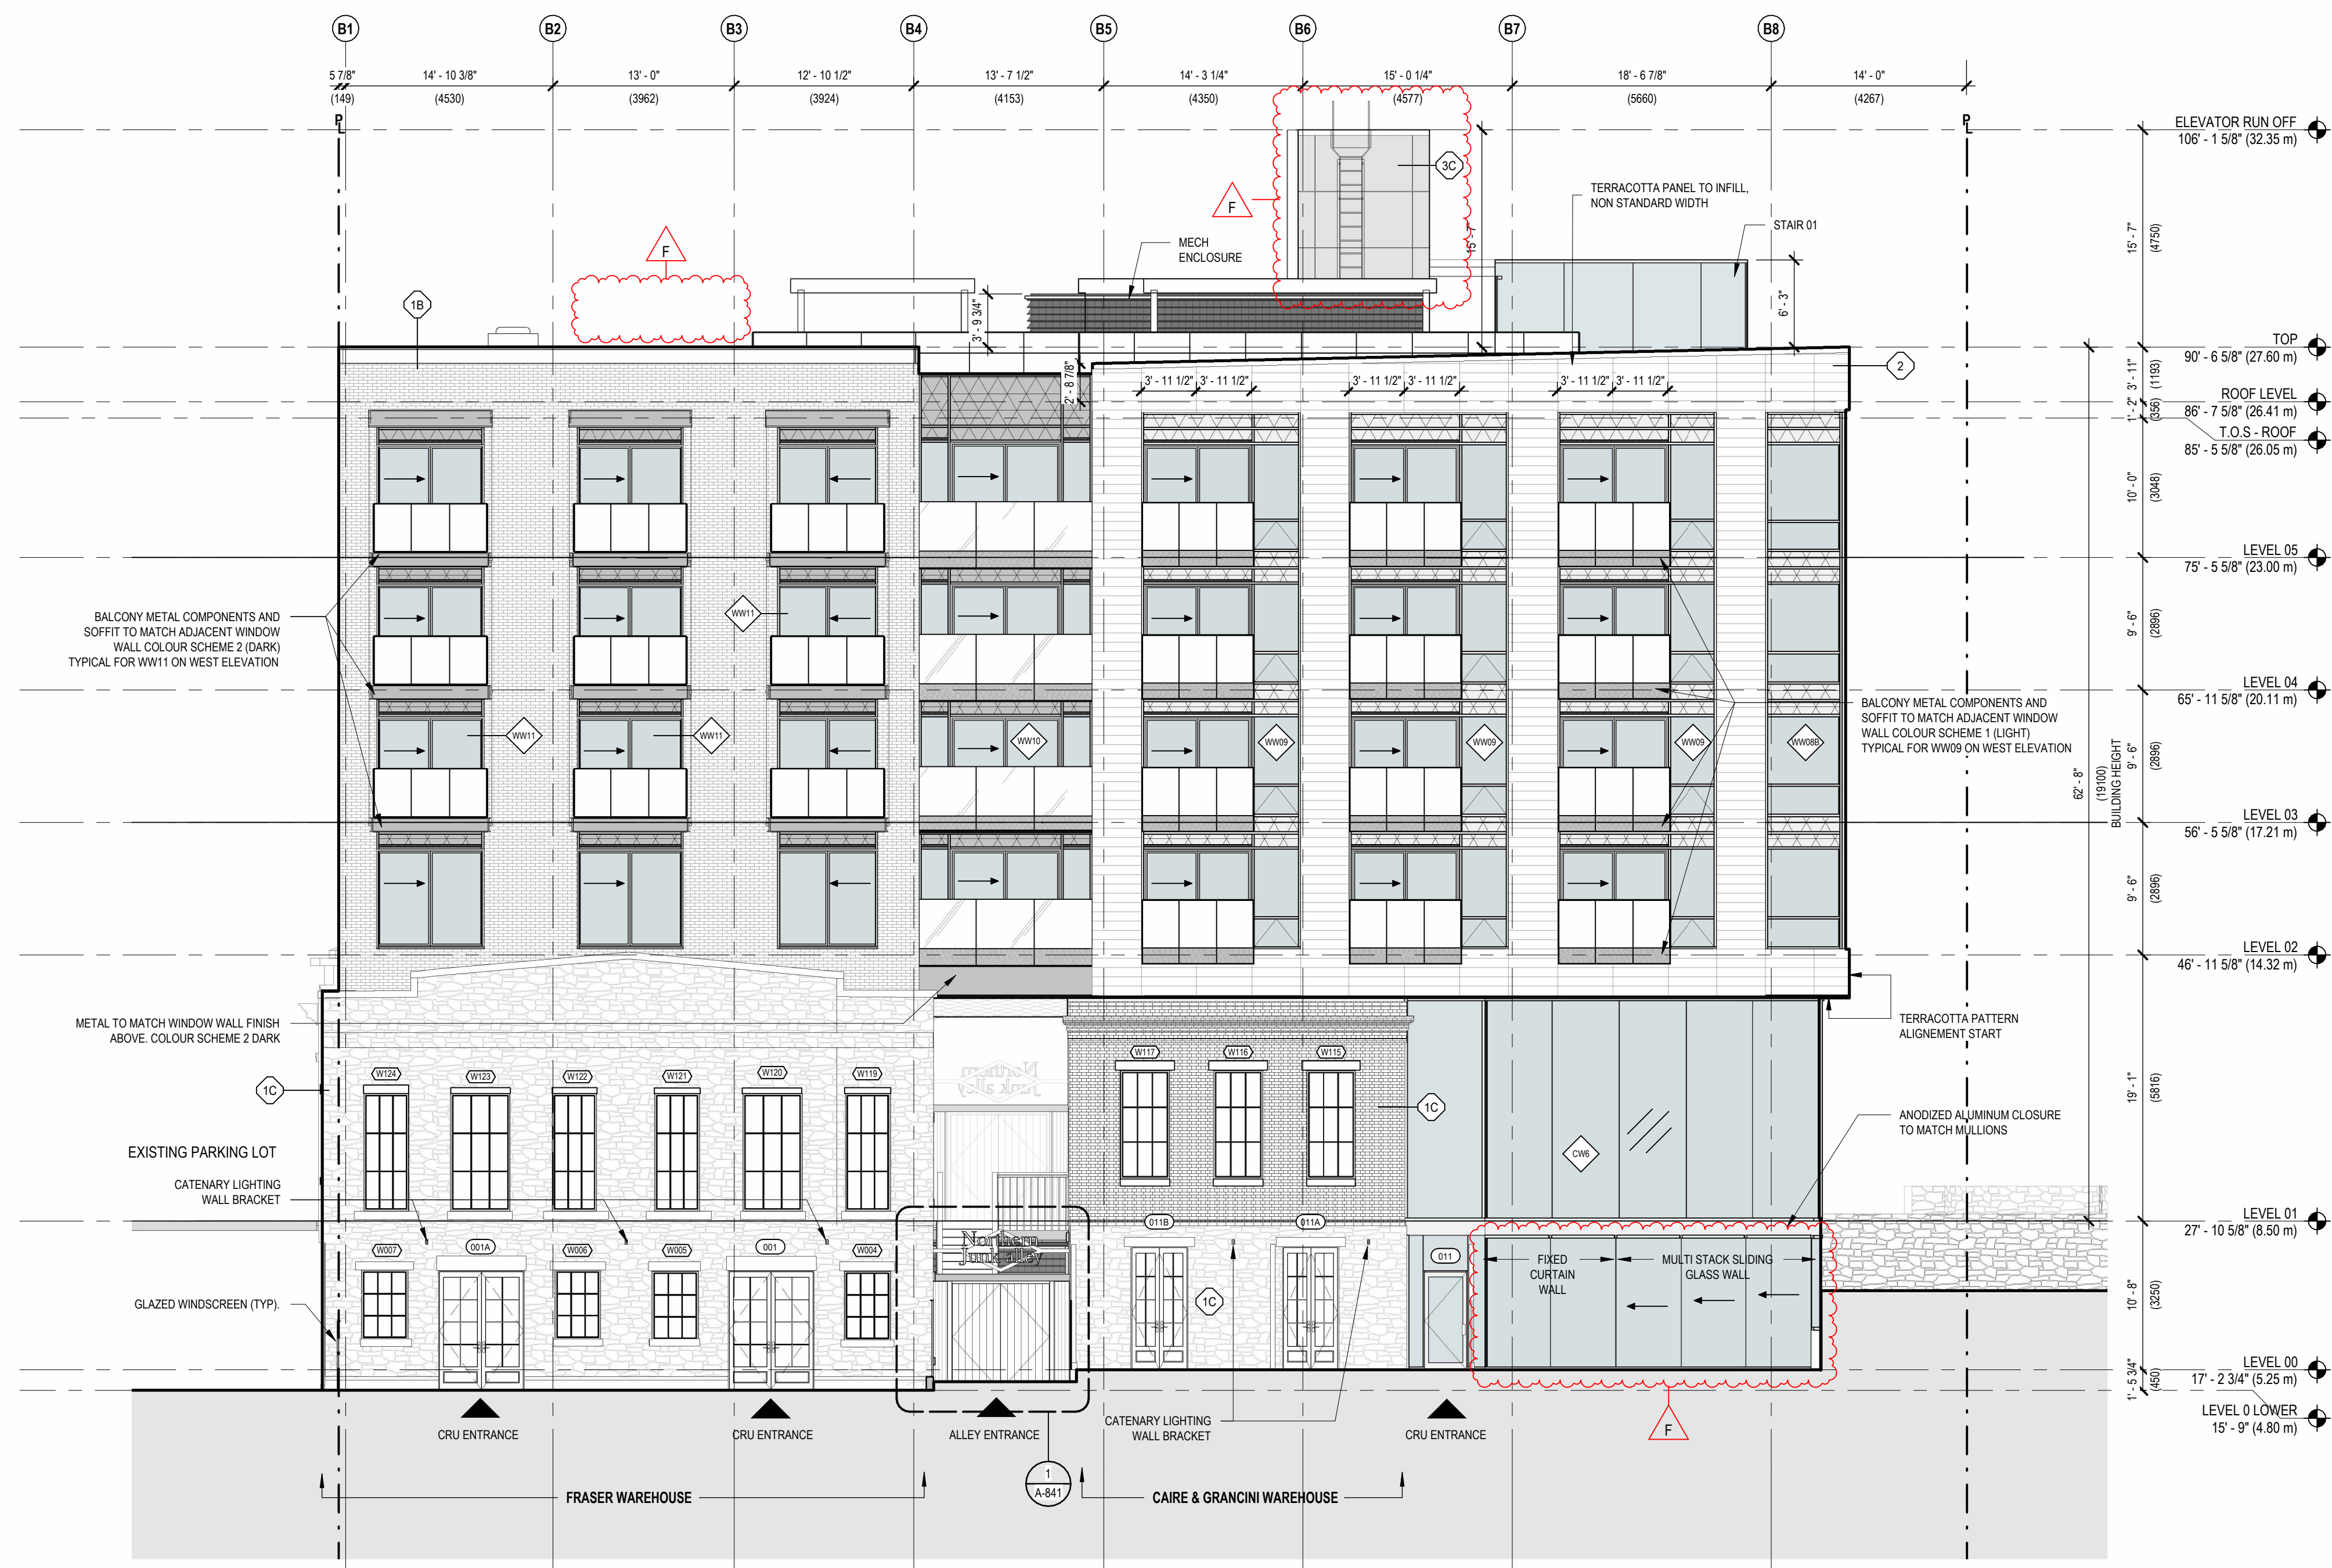 B1 B2 B3 B4 B5 B6 B7 B8
5 7/8" 14' - 10 3/8" 13' - 0" 12' - 10 1/2" 13' - 7 1/2" 14' - 3 1/4" 15' - 0 1/4" 18' - 6 7/8" 14' - 0"
(149) (4530) (3962) (3924) (4153) (4350) (4577) (5660) (4267)
PL
PL
ELEVATOR RUN OFF
106' - 1 5/8" (32.35 m)
3C
F
TERRACOTTA PANEL TO INFILL,
NON STANDARD WIDTH
STAIR 01
15' - 7"
15' - 7"
(4750)
MECH
ENCLOSURE
F
1B
3' - 9 3/4"
6' - 3"
TOP
90' - 6 5/8" (27.60 m)
2
2' - 8 7/8"
3' - 11 1/2" 3' - 11 1/2" 3' - 11 1/2" 3' - 11 1/2" 3' - 11 1/2" 3' - 11 1/2"
3' - 11"
(1193)
ROOF LEVEL
86' - 7 5/8" (26.41 m)
1' - 2"
(356)
T.O.S - ROOF
85' - 5 5/8" (26.05 m)
10' - 0"
(3048)
LEVEL 05
75' - 5 5/8" (23.00 m)
BALCONY METAL COMPONENTS AND
SOFFIT TO MATCH ADJACENT WINDOW
WALL COLOUR SCHEME 2 (DARK)
TYPICAL FOR WW11 ON WEST ELEVATION
WW11
9' - 6"
(2896)
LEVEL 04
65' - 11 5/8" (20.11 m)
BALCONY METAL COMPONENTS AND
SOFFIT TO MATCH ADJACENT WINDOW
WALL COLOUR SCHEME 1 (LIGHT)
TYPICAL FOR WW09 ON WEST ELEVATION
WW11 WW11 WW10 WW09 WW09 WW09 WW08B
62' - 8"
(19100)
BUILDING HEIGHT
9' - 6"
(2896)
LEVEL 03
56' - 5 5/8" (17.21 m)
9' - 6"
(2896)
LEVEL 02
46' - 11 5/8" (14.32 m)
METAL TO MATCH WINDOW WALL FINISH
ABOVE. COLOUR SCHEME 2 DARK
TERRACOTTA PATTERN
ALIGNEMENT START
W117 W116 W115
W124 W123 W122 W121 W120 W119
Northern
Junk alley
1C
1C
19' - 1"
(5816)
ANODIZED ALUMINUM CLOSURE
TO MATCH MULLIONS
EXISTING PARKING LOT
CW6
CATENARY LIGHTING
WALL BRACKET
LEVEL 01
27' - 10 5/8" (8.50 m)
011B 011A
W007 001A W006 W005 001 W004
Northern
Junk alley
011
FIXED
CURTAIN
WALL
MULTI STACK SLIDING
GLASS WALL
1C
GLAZED WINDSCREEN (TYP).
10' - 8"
(3250)
LEVEL 00
17' - 2 3/4" (5.25 m)
1' - 5 3/4"
(450)
LEVEL 0 LOWER
15' - 9" (4.80 m)
CATENARY LIGHTING
WALL BRACKET
F
CRU ENTRANCE CRU ENTRANCE ALLEY ENTRANCE CRU ENTRANCE
1
A-841
FRASER WAREHOUSE
CAIRE & GRANCINI WAREHOUSE